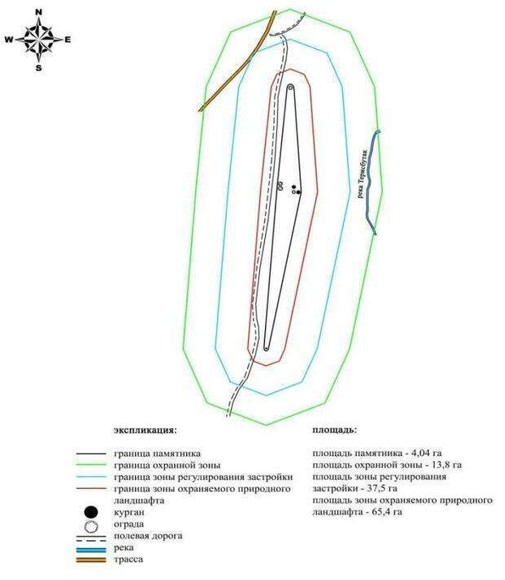 N
W
E
S
река Терисбутак
экспликация:
граница памятника
граница охранной зоны
граница зоны регулирования застройки
граница зоны охраняемого природного
ландшафта
курган
ограда
полевая дорога
река
трасса
площадь:
площадь памятника - 4,04 га
площадь охранной зоны - 13,8 га
площадь зоны регулирования
застройки - 37,5 га
площадь зоны охраняемого природного
ландшафта - 65,4 га